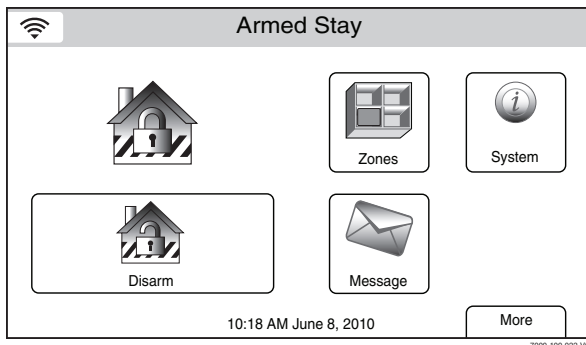 Armed Stay
Zones
System
Disarm
Message
10:18 AM June 8, 2010
More